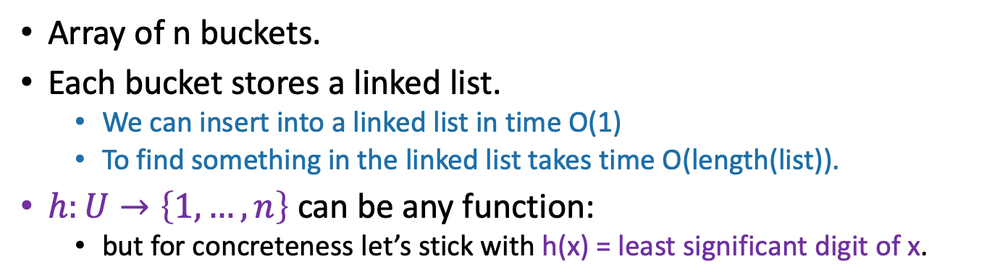 • Array of n buckets.
• Each bucket stores a linked list.
• We can insert into a linked list in time O(1)
• To find something in the linked list takes time O(length(list)).
• h: U → {1, … , n} can be any function:
• but for concreteness let’s stick with h(x) = least significant digit of x.